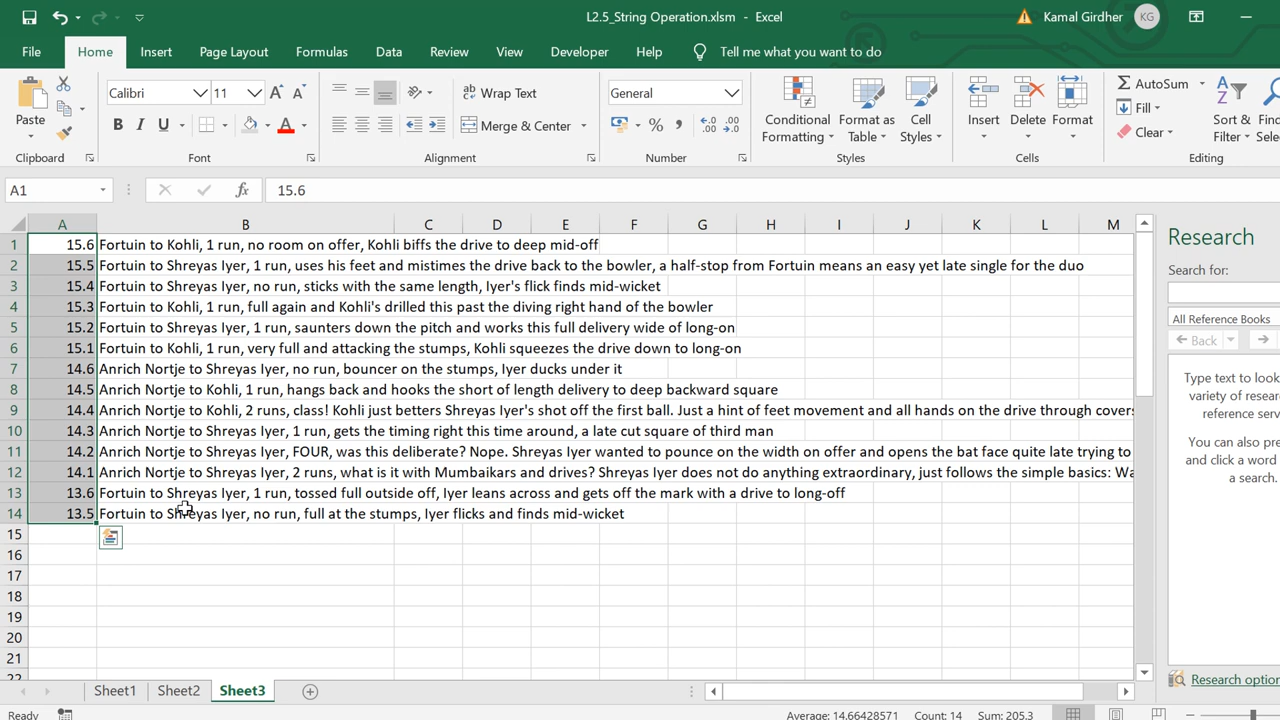 L2.5_String Operation.xlsm - Excel
Kamal Girdher
KG
File Home Insert Page Layout Formulas Data Review View Developer Help Tell me what you want to do
Paste
Clipboard
Calibri 11
B I U
Font
Wrap Text
Merge & Center
Alignment
General
Number
Conditional Formatting
Format as Table
Cell Styles
Styles
Insert Delete Format
Cells
AutoSum
Fill
Clear
Sort & Filter
Editing
A1 fx 15.6
A B C D E F G H I J K L M
1 15.6 Fortuin to Kohli, 1 run, no room on offer, Kohli biffs the drive to deep mid-off
2 15.5 Fortuin to Shreyas Iyer, 1 run, uses his feet and mistimes the drive back to the bowler, a half-stop from Fortuin means an easy yet late single for the duo
3 15.4 Fortuin to Shreyas Iyer, no run, sticks with the same length, Iyer's flick finds mid-wicket
4 15.3 Fortuin to Kohli, 1 run, full again and Kohli's drilled this past the diving right hand of the bowler
5 15.2 Fortuin to Shreyas Iyer, 1 run, saunters down the pitch and works this full delivery wide of long-on
6 15.1 Fortuin to Kohli, 1 run, very full and attacking the stumps, Kohli squeezes the drive down to long-on
7 14.6 Anrich Nortje to Shreyas Iyer, no run, bouncer on the stumps, Iyer ducks under it
8 14.5 Anrich Nortje to Kohli, 1 run, hangs back and hooks the short of length delivery to deep backward square
9 14.4 Anrich Nortje to Kohli, 2 runs, class! Kohli just betters Shreyas Iyer's shot off the first ball. Just a hint of feet movement and all hands on the drive through covers
10 14.3 Anrich Nortje to Shreyas Iyer, 1 run, gets the timing right this time around, a late cut square of third man
11 14.2 Anrich Nortje to Shreyas Iyer, FOUR, was this deliberate? Nope. Shreyas Iyer wanted to pounce on the width on offer and opens the bat face quite late trying to
12 14.1 Anrich Nortje to Shreyas Iyer, 2 runs, what is it with Mumbaikars and drives? Shreyas Iyer does not do anything extraordinary, just follows the simple basics: Wa
13 13.6 Fortuin to Shreyas Iyer, 1 run, tossed full outside off, Iyer leans across and gets off the mark with a drive to long-off
14 13.5 Fortuin to Shreyas Iyer, no run, full at the stumps, Iyer flicks and finds mid-wicket
15
16
17
18
19
20
21
Research
Search for:
All Reference Books
Back
Type text to look
variety of resear
reference servi
You can also pre
and click a word
a search.
Research option
Sheet1 Sheet2 Sheet3
Ready Average: 14.66428571 Count: 14 Sum: 205.3